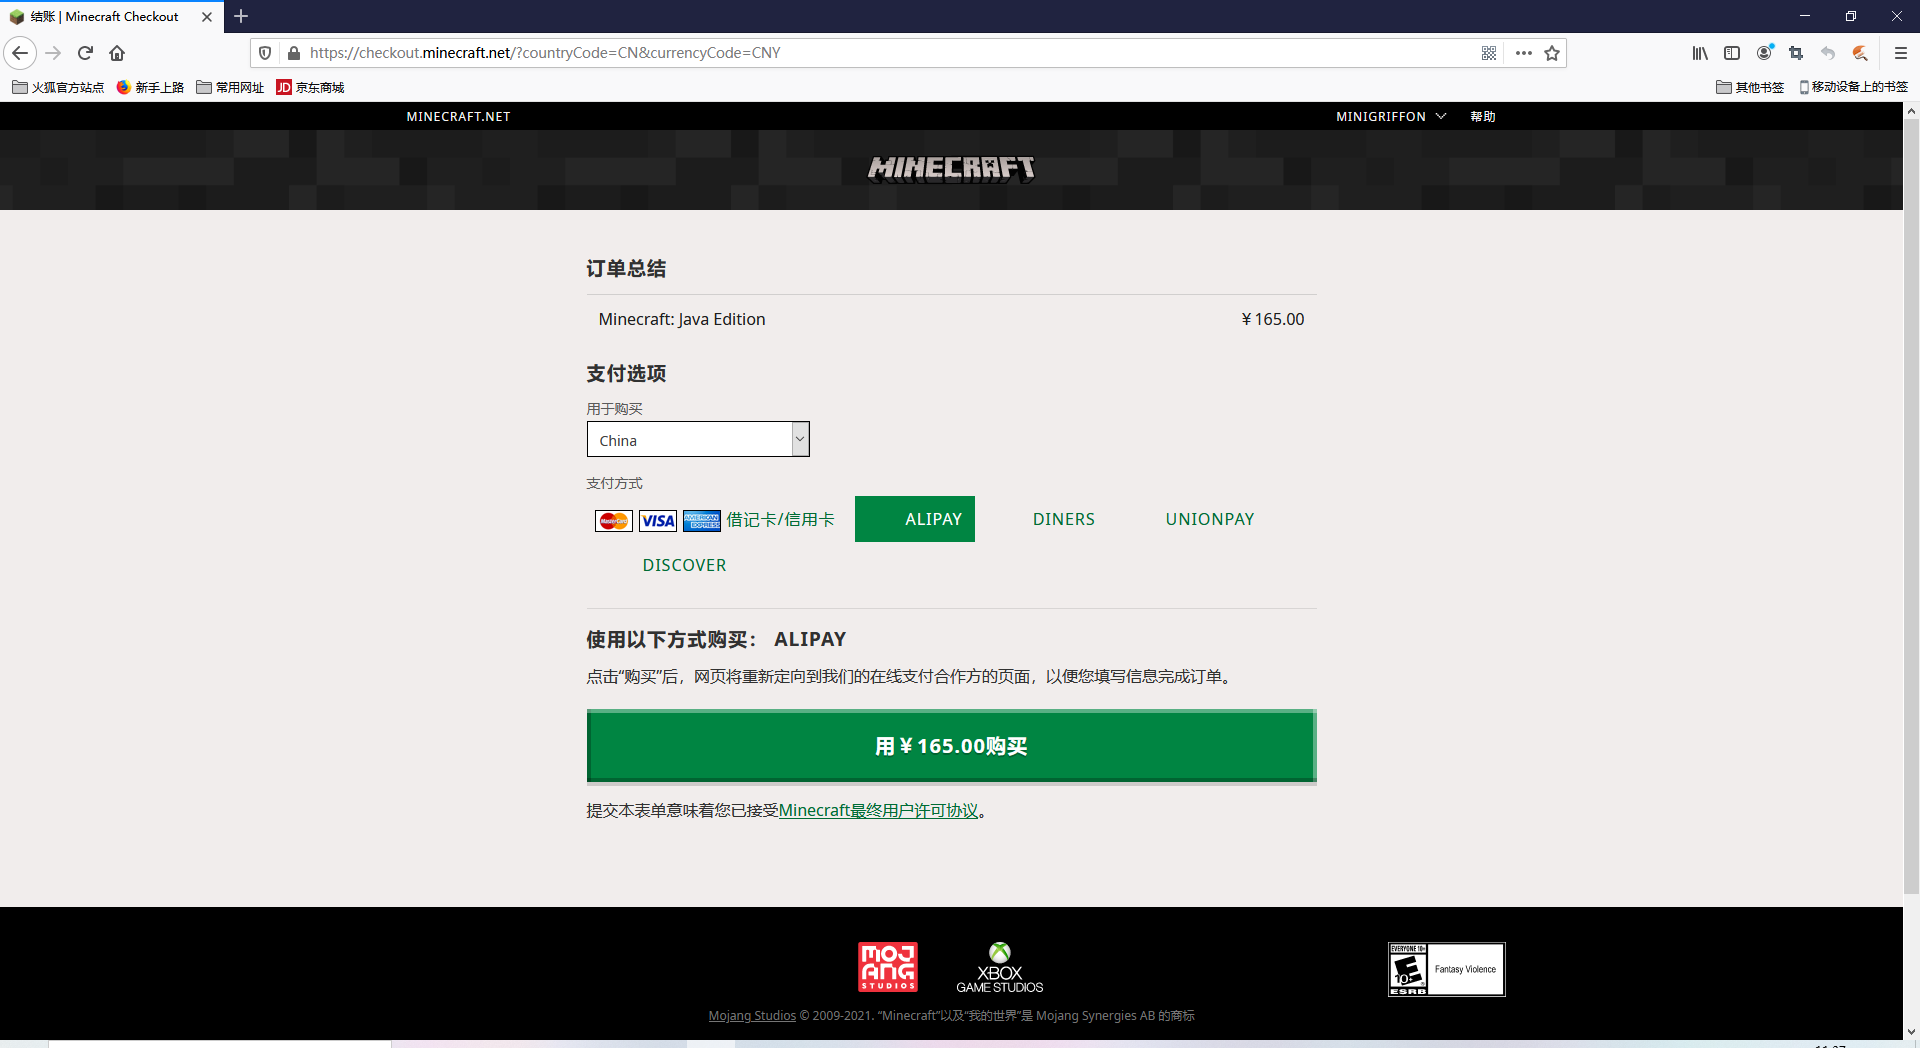 结账 | Minecraft Checkout
https://checkout.minecraft.net/?countryCode=CN&currencyCode=CNY
火狐官方站点 新手上路 常用网址 JD 京东商城 其他书签 移动设备上的书签
MINECRAFT.NET MINIGRIFFON 帮助
MINECRAFT
订单总结
Minecraft: Java Edition ¥165.00
支付选项
用于购买
China
支付方式
MasterCard VISA AMERICAN EXPRESS 借记卡/信用卡 ALIPAY DINERS UNIONPAY
DISCOVER
使用以下方式购买： ALIPAY
点击“购买”后，网页将重新定向到我们的在线支付合作方的页面，以便您填写信息完成订单。
用¥165.00购买
提交本表单意味着您已接受Minecraft最终用户许可协议。
MOJANG STUDIOS
XBOX
GAME STUDIOS
EVERYONE 10+
E 10+
ESRB
Fantasy Violence
Mojang Studios © 2009-2021. “Minecraft”以及“我的世界”是 Mojang Synergies AB 的商标